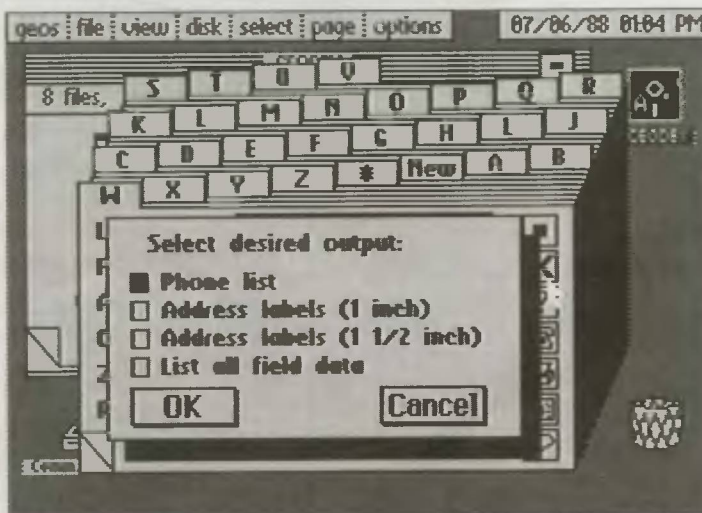 geos file view disk select page options 07/06/88 01:04 PM
8 files,
S T U V
K L M N O P Q R
C D E F G H I J
W X Y Z * New A B
Select desired output:
Phone list
Address labels (1 inch)
Address labels (1 1/2 inch)
List all field data
OK Cancel